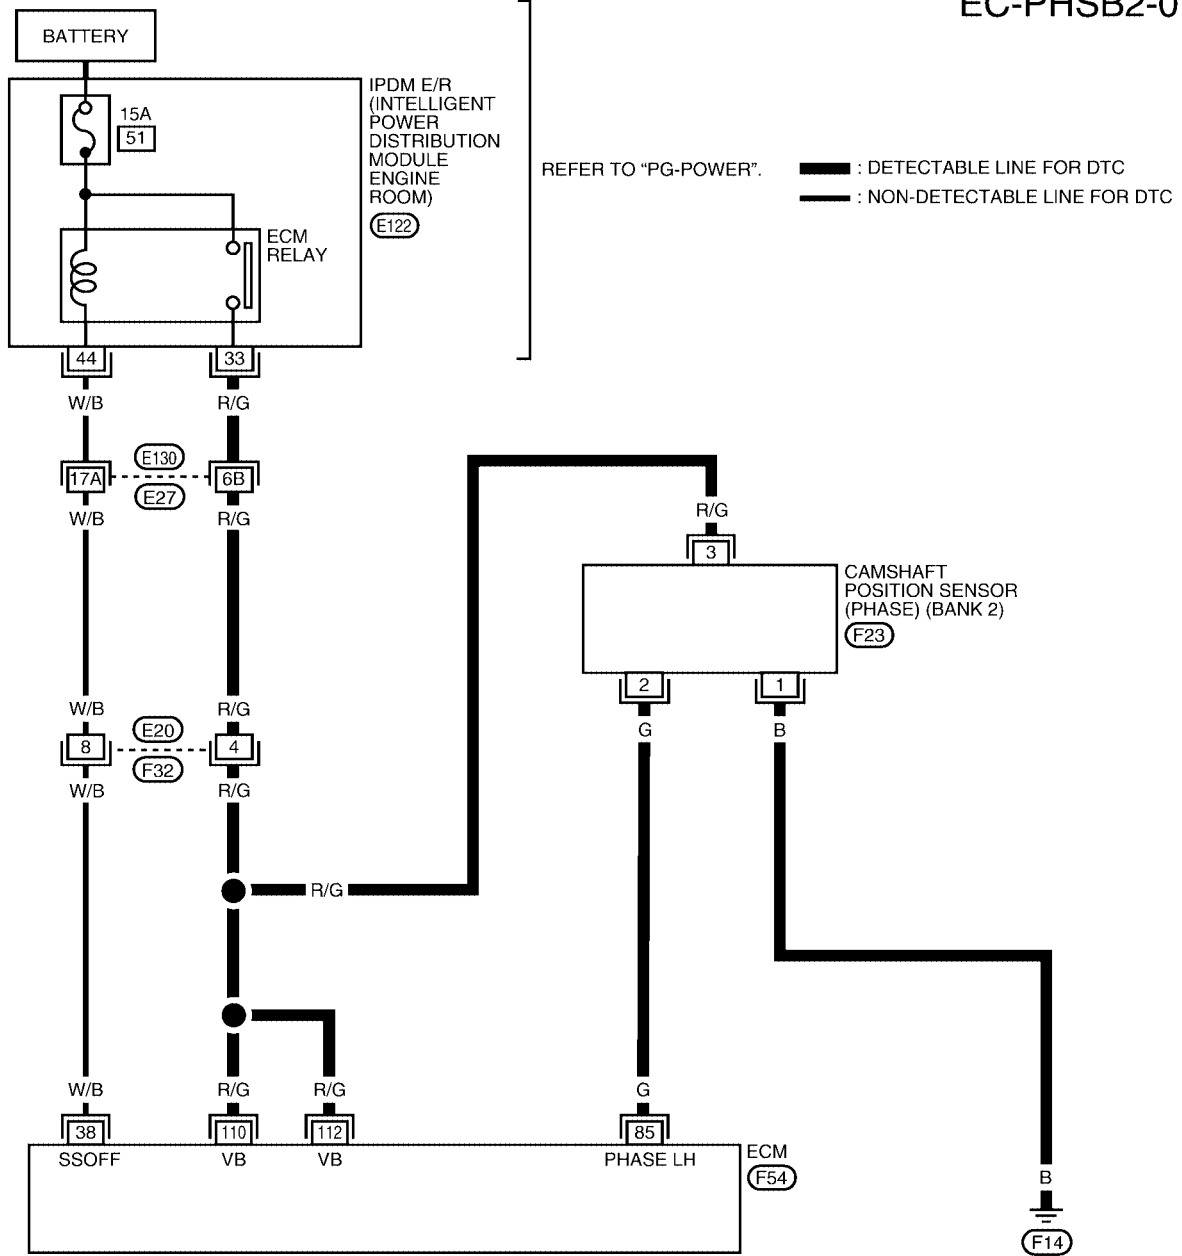 EC-PHSB2-0
BATTERY
15A
51
IPDM E/R
(INTELLIGENT
POWER
DISTRIBUTION
MODULE
ENGINE
ROOM)
E122
REFER TO “PG-POWER”.
: DETECTABLE LINE FOR DTC
: NON-DETECTABLE LINE FOR DTC
ECM
RELAY
44
33
W/B
R/G
17A
E130
E27
6B
W/B
R/G
R/G
3
CAMSHAFT
POSITION SENSOR
(PHASE) (BANK 2)
F23
2
1
G
B
W/B
R/G
8
E20
F32
4
W/B
R/G
R/G
W/B
R/G
R/G
G
38
110
112
85
SSOFF
VB
VB
PHASE LH
ECM
F54
B
F14